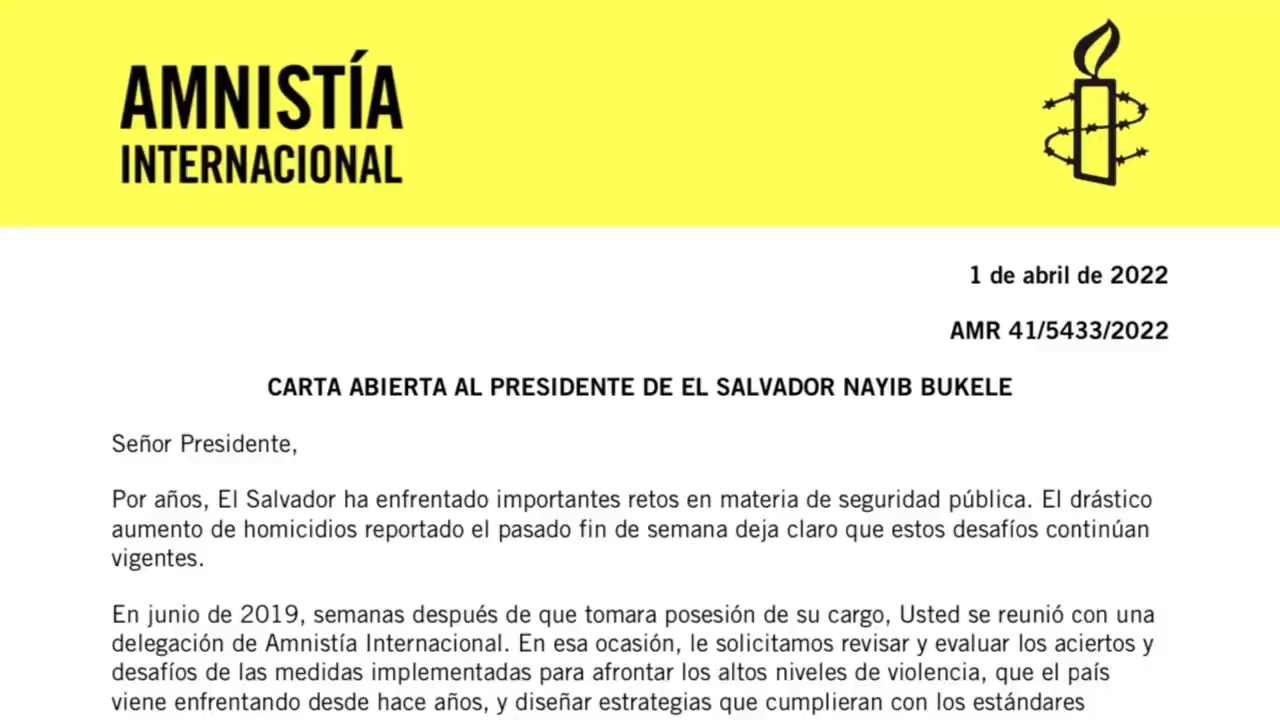 AMNISTÍA
INTERNACIONAL
1 de abril de 2022
AMR 41/5433/2022
CARTA ABIERTA AL PRESIDENTE DE EL SALVADOR NAYIB BUKELE
Señor Presidente,
Por años, El Salvador ha enfrentado importantes retos en materia de seguridad pública. El drástico
aumento de homicidios reportado el pasado fin de semana deja claro que estos desafíos continúan
vigentes.
En junio de 2019, semanas después de que tomara posesión de su cargo, Usted se reunió con una
delegación de Amnistía Internacional. En esa ocasión, le solicitamos revisar y evaluar los aciertos y
desafíos de las medidas implementadas para afrontar los altos niveles de violencia, que el país
viene enfrentando desde hace años, y diseñar estrategias que cumplieran con los estándares